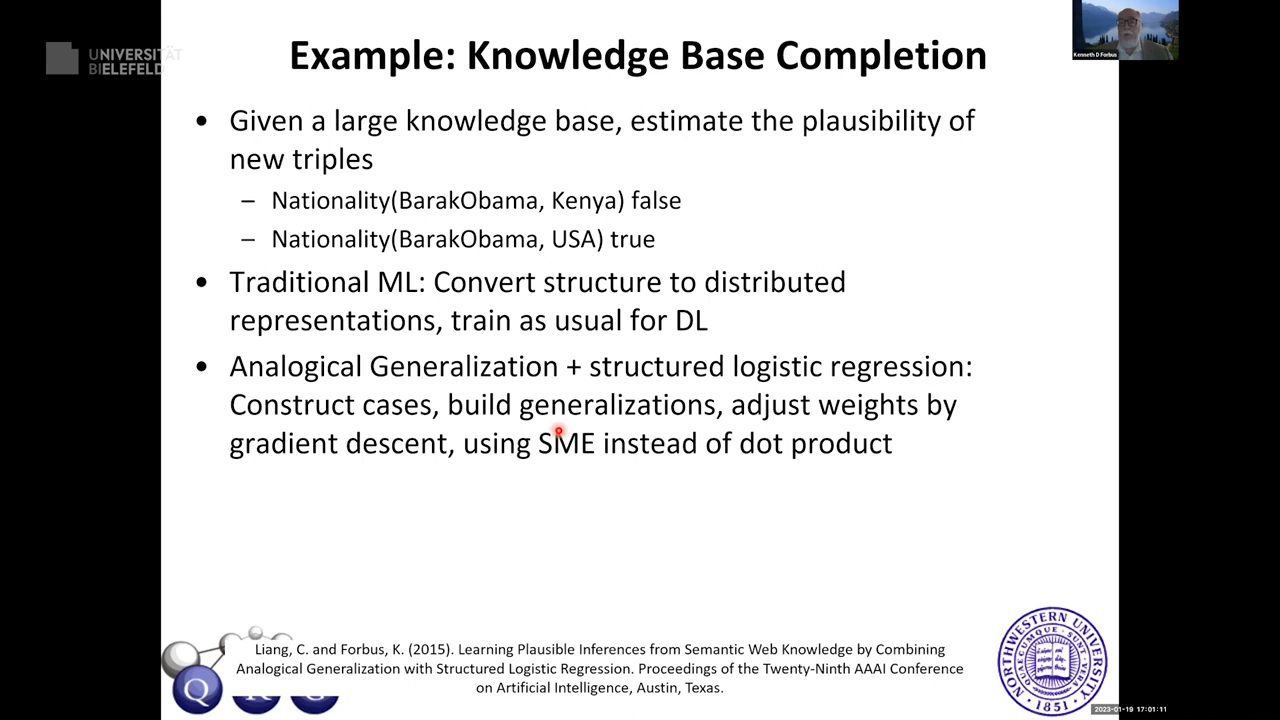 UNIVERSITÄT
BIELEFELD
Example: Knowledge Base Completion
Kenneth D Forbus
• Given a large knowledge base, estimate the plausibility of
new triples
– Nationality(BarakObama, Kenya) false
– Nationality(BarakObama, USA) true
• Traditional ML: Convert structure to distributed
representations, train as usual for DL
• Analogical Generalization + structured logistic regression:
Construct cases, build generalizations, adjust weights by
gradient descent, using SME instead of dot product
Liang, C. and Forbus, K. (2015). Learning Plausible Inferences from Semantic Web Knowledge by Combining
Analogical Generalization with Structured Logistic Regression. Proceedings of the Twenty-Ninth AAAI Conference
on Artificial Intelligence, Austin, Texas.
Q R G
NORTHWESTERN UNIVERSITY
1851
2023-01-19 17:01:11